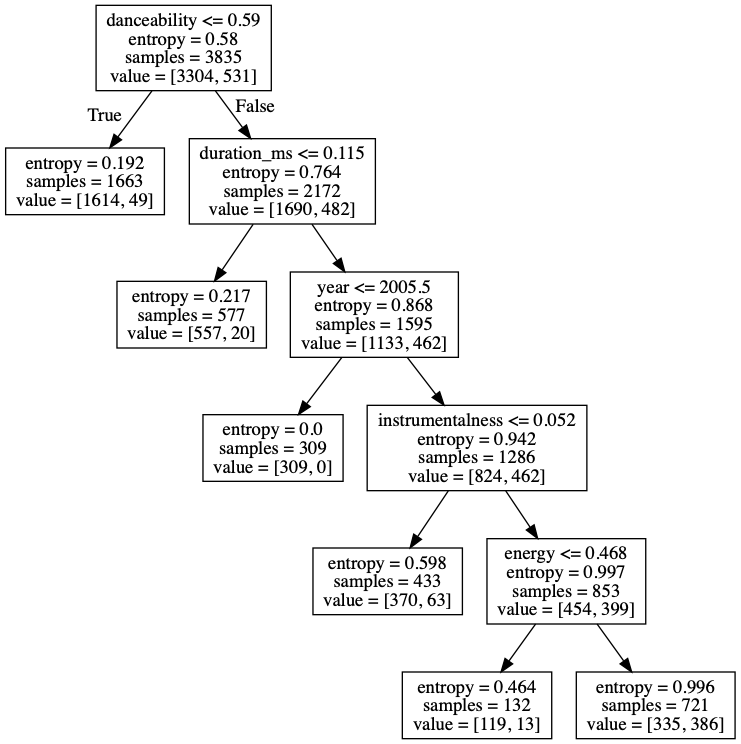 danceability <= 0.59
entropy = 0.58
samples = 3835
value = [3304, 531]
True
False
entropy = 0.192
samples = 1663
value = [1614, 49]
duration_ms <= 0.115
entropy = 0.764
samples = 2172
value = [1690, 482]
entropy = 0.217
samples = 577
value = [557, 20]
year <= 2005.5
entropy = 0.868
samples = 1595
value = [1133, 462]
entropy = 0.0
samples = 309
value = [309, 0]
instrumentalness <= 0.052
entropy = 0.942
samples = 1286
value = [824, 462]
entropy = 0.598
samples = 433
value = [370, 63]
energy <= 0.468
entropy = 0.997
samples = 853
value = [454, 399]
entropy = 0.464
samples = 132
value = [119, 13]
entropy = 0.996
samples = 721
value = [335, 386]